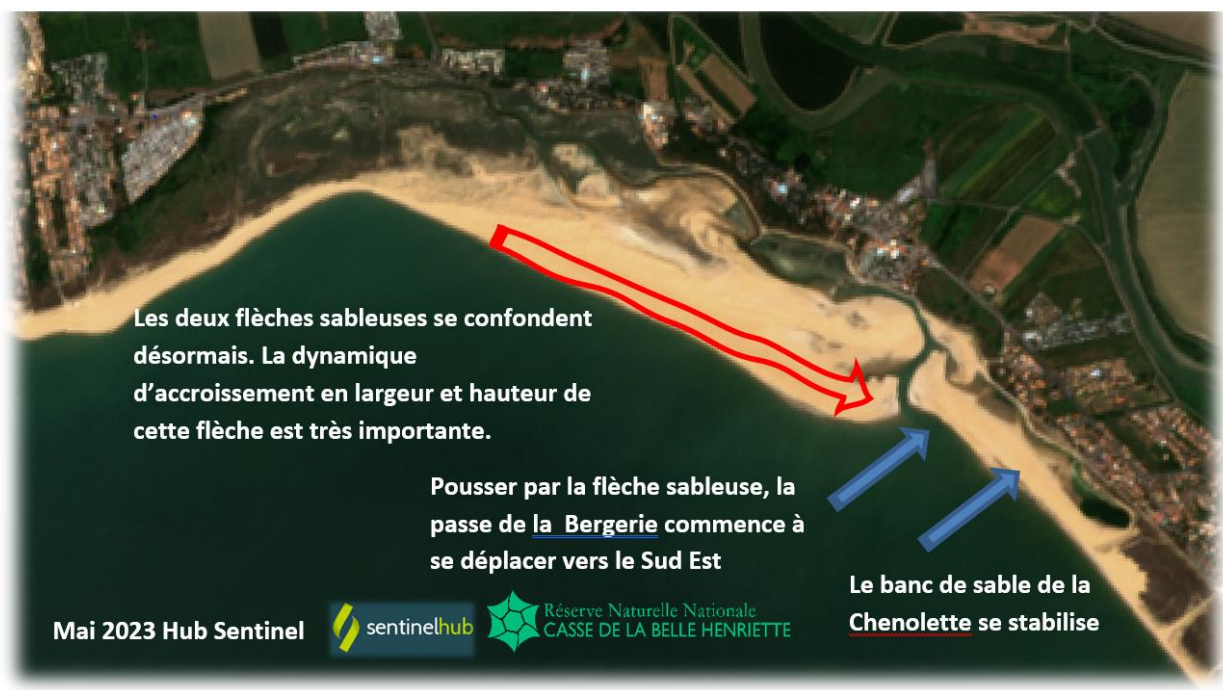 Les deux flèches sableuses se confondent
désormais. La dynamique
d'accroissement en largeur et hauteur de
cette flèche est très importante.
Pousser par la flèche sableuse, la
passe de la Bergerie commence à
se déplacer vers le Sud Est
Le banc de sable de la
Chenolette se stabilise
Mai 2023 Hub Sentinel
sentinelhub
Réserve Naturelle Nationale
CASSE DE LA BELLE HENRIETTE